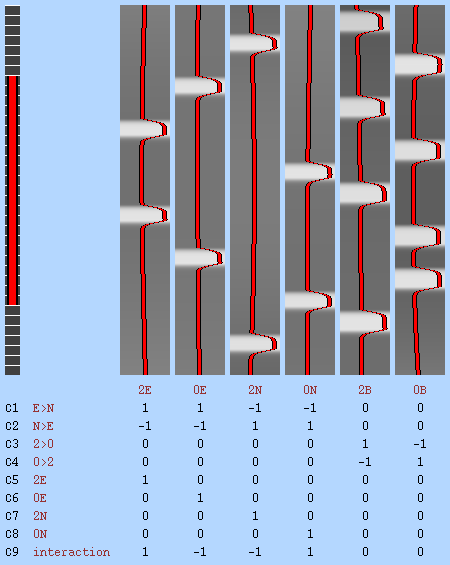 2E 0E 2N 0N 2B 0B
C1 E>N 1 1 -1 -1 0 0
C2 N>E -1 -1 1 1 0 0
C3 2>0 0 0 0 0 1 -1
C4 0>2 0 0 0 0 -1 1
C5 2E 1 0 0 0 0 0
C6 0E 0 1 0 0 0 0
C7 2N 0 0 1 0 0 0
C8 0N 0 0 0 1 0 0
C9 interaction 1 -1 -1 1 0 0